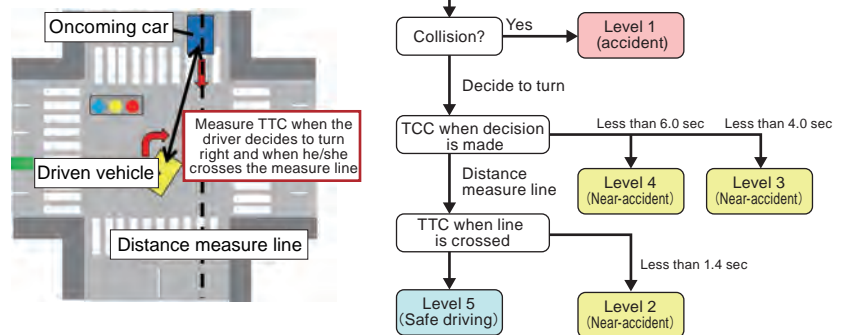 Oncoming car
Measure TTC when the
driver decides to turn
right and when he/she
crosses the measure line
Driven vehicle
Distance measure line
Collision?
Yes
Level 1
(accident)
Decide to turn
TCC when decision
is made
Less than 6.0 sec
Less than 4.0 sec
Level 4
(Near-accident)
Level 3
(Near-accident)
Distance
measure line
TTC when line
is crossed
Less than 1.4 sec
Level 5
(Safe driving)
Level 2
(Near-accident)